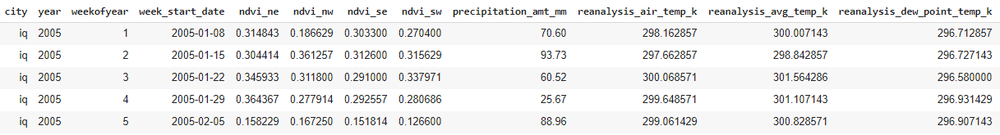 city year weekofyear week_start_date ndvi_ne ndvi_nw ndvi_se ndvi_sw precipitation_amt_mm reanalysis_air_temp_k reanalysis_avg_temp_k reanalysis_dew_point_temp_k
iq 2005 1 2005-01-08 0.314843 0.186629 0.303300 0.270400 70.60 298.162857 300.007143 296.712857
iq 2005 2 2005-01-15 0.304414 0.361257 0.312600 0.315629 93.73 297.662857 298.842857 296.727143
iq 2005 3 2005-01-22 0.345933 0.311800 0.291000 0.337971 60.52 300.068571 301.564286 296.580000
iq 2005 4 2005-01-29 0.364367 0.277914 0.292557 0.280686 25.67 299.648571 301.107143 296.931429
iq 2005 5 2005-02-05 0.158229 0.167250 0.151814 0.126600 88.96 299.061429 300.828571 296.907143